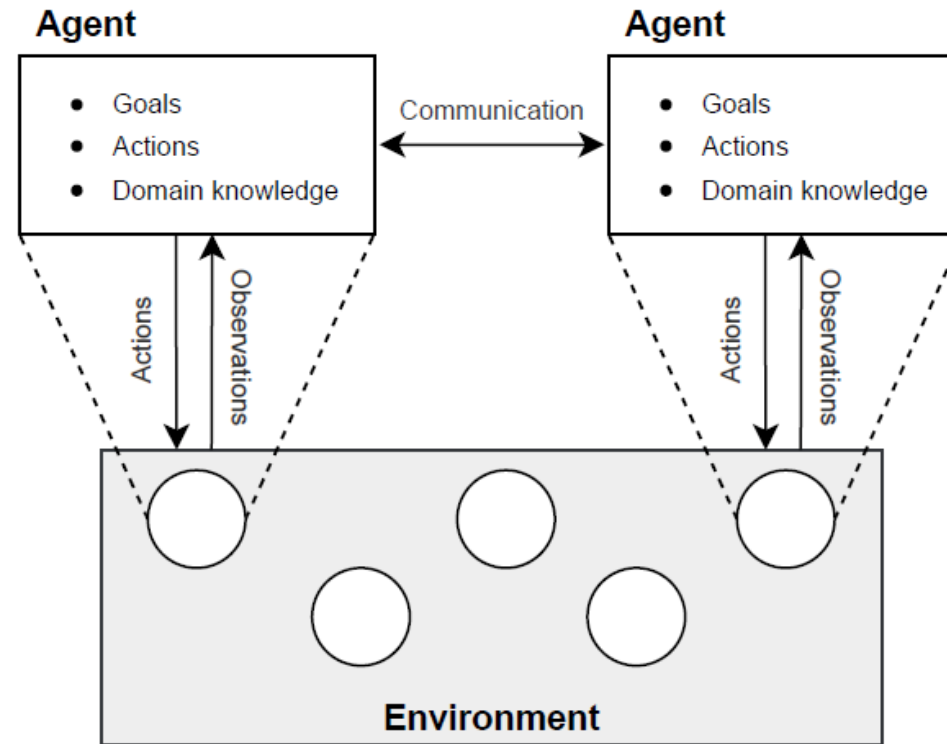 Agent
Agent
• Goals
• Actions
• Domain knowledge
Communication
• Goals
• Actions
• Domain knowledge
Actions
Observations
Actions
Observations
Environment